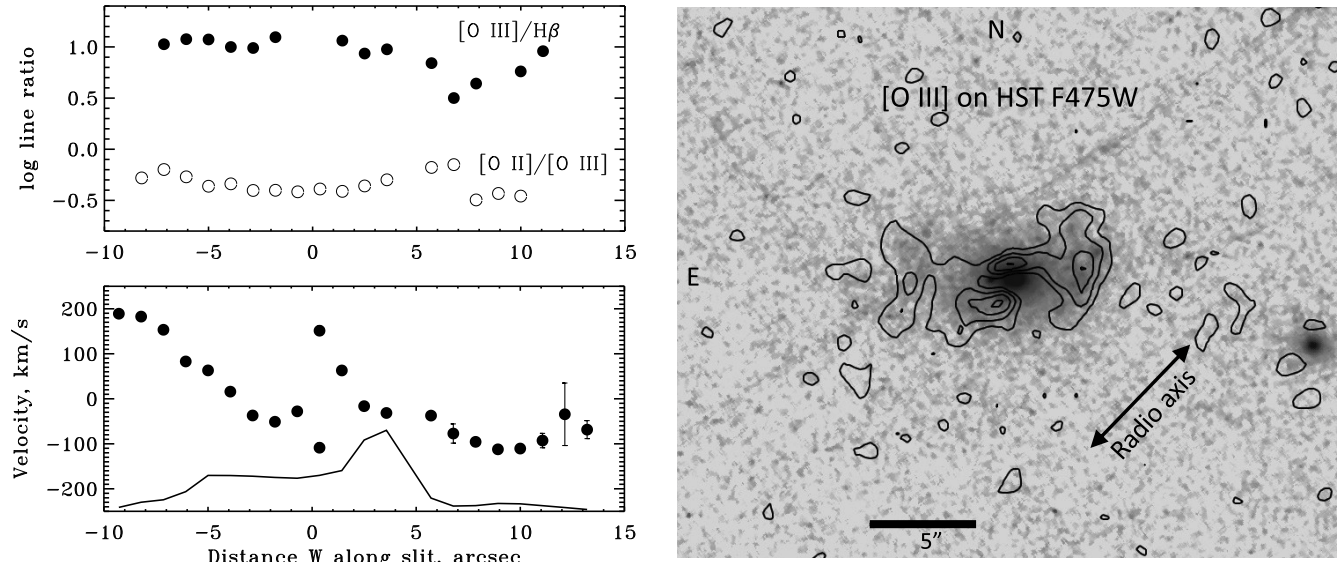 [O III]/Hβ
1.0
0.5
0.0
−0.5
log line ratio
[O II]/[O III]
−10
−5
0
5
10
15
200
100
0
−100
−200
Velocity, km/s
−10
−5
0
5
10
15
Distance W along slit, arcsec
N
[O III] on HST F475W
E
Radio axis
5”